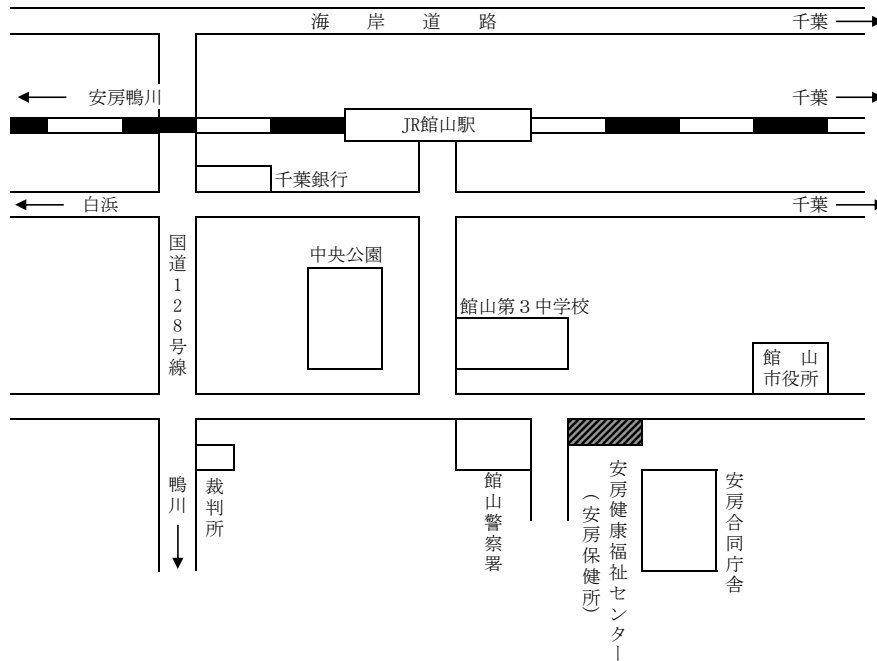 海　岸　道　路
千葉
安房鴨川
千葉
JR館山駅
千葉銀行
白浜
千葉
国道128号線
中央公園
館山第３中学校
館　山
市役所
鴨川
裁判所
館山警察署
安房健康福祉センター
（安房保健所）
安房合同庁舎